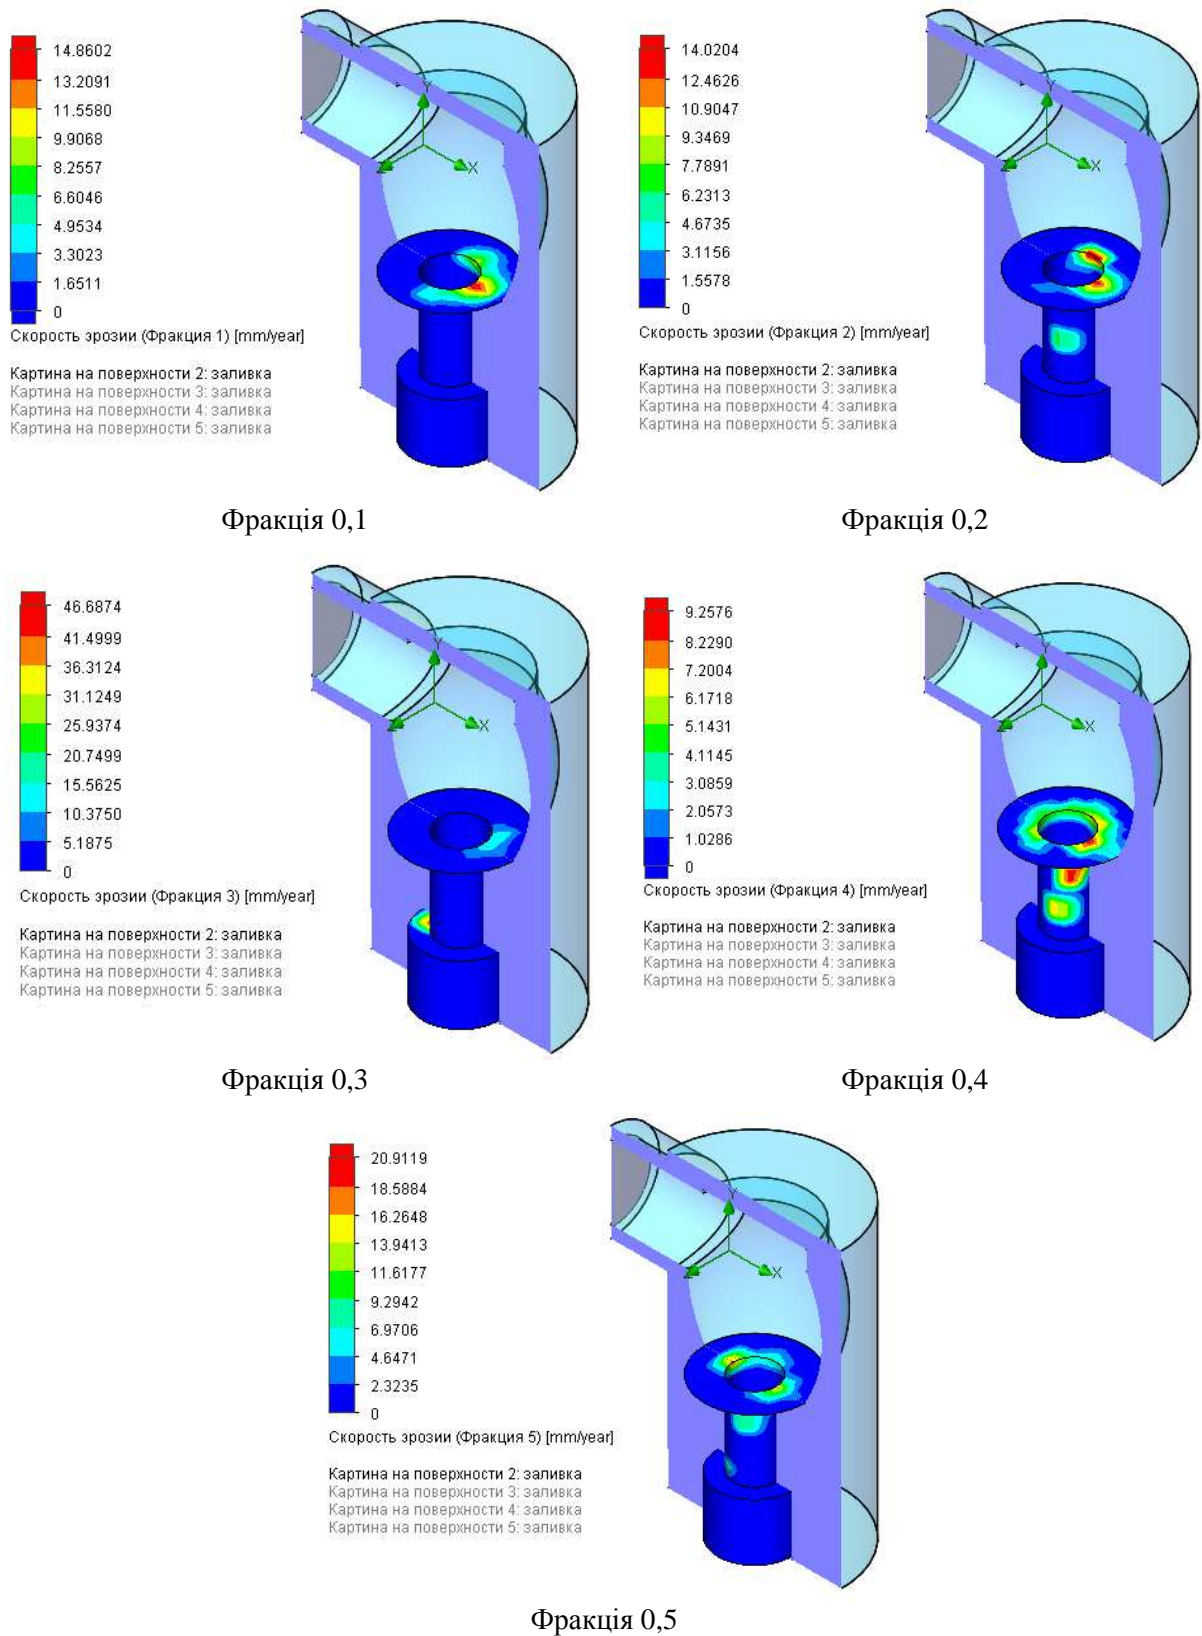 14.8602
13.2091
11.5580
9.9068
8.2557
6.6046
4.9534
3.3023
1.6511
0
Скорость эрозии (Фракция 1) [mm/year]
Картина на поверхности 2: заливка
Картина на поверхности 3: заливка
Картина на поверхности 4: заливка
Картина на поверхности 5: заливка
Y
Z
X
Фракція 0,1
14.0204
12.4626
10.9047
9.3469
7.7891
6.2313
4.6735
3.1156
1.5578
0
Скорость эрозии (Фракция 2) [mm/year]
Картина на поверхности 2: заливка
Картина на поверхности 3: заливка
Картина на поверхности 4: заливка
Картина на поверхности 5: заливка
Y
Z
X
Фракція 0,2
46.6874
41.4999
36.3124
31.1249
25.9374
20.7499
15.5625
10.3750
5.1875
0
Скорость эрозии (Фракция 3) [mm/year]
Картина на поверхности 2: заливка
Картина на поверхности 3: заливка
Картина на поверхности 4: заливка
Картина на поверхности 5: заливка
Y
Z
X
Фракція 0,3
9.2576
8.2290
7.2004
6.1718
5.1431
4.1145
3.0859
2.0573
1.0286
0
Скорость эрозии (Фракция 4) [mm/year]
Картина на поверхности 2: заливка
Картина на поверхности 3: заливка
Картина на поверхности 4: заливка
Картина на поверхности 5: заливка
Y
Z
X
Фракція 0,4
20.9119
18.5884
16.2648
13.9413
11.6177
9.2942
6.9706
4.6471
2.3235
0
Скорость эрозии (Фракция 5) [mm/year]
Картина на поверхности 2: заливка
Картина на поверхности 3: заливка
Картина на поверхности 4: заливка
Картина на поверхности 5: заливка
Y
Z
X
Фракція 0,5